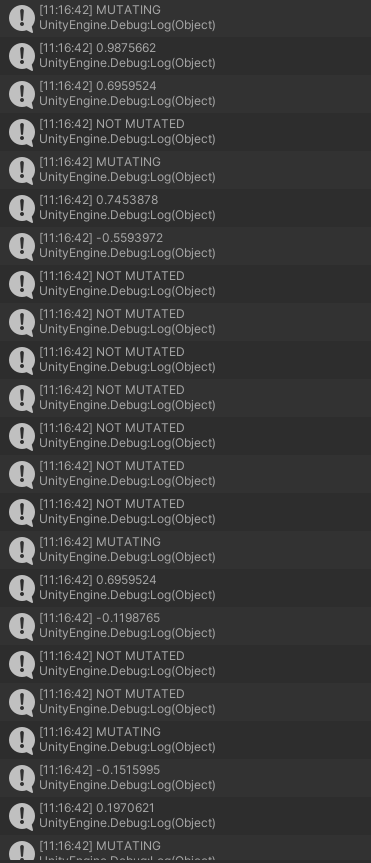 [11:16:42] MUTATING
UnityEngine.Debug:Log(Object)
[11:16:42] 0.9875662
UnityEngine.Debug:Log(Object)
[11:16:42] 0.6959524
UnityEngine.Debug:Log(Object)
[11:16:42] NOT MUTATED
UnityEngine.Debug:Log(Object)
[11:16:42] MUTATING
UnityEngine.Debug:Log(Object)
[11:16:42] 0.7453878
UnityEngine.Debug:Log(Object)
[11:16:42] -0.5593972
UnityEngine.Debug:Log(Object)
[11:16:42] NOT MUTATED
UnityEngine.Debug:Log(Object)
[11:16:42] NOT MUTATED
UnityEngine.Debug:Log(Object)
[11:16:42] NOT MUTATED
UnityEngine.Debug:Log(Object)
[11:16:42] NOT MUTATED
UnityEngine.Debug:Log(Object)
[11:16:42] NOT MUTATED
UnityEngine.Debug:Log(Object)
[11:16:42] NOT MUTATED
UnityEngine.Debug:Log(Object)
[11:16:42] NOT MUTATED
UnityEngine.Debug:Log(Object)
[11:16:42] MUTATING
UnityEngine.Debug:Log(Object)
[11:16:42] 0.6959524
UnityEngine.Debug:Log(Object)
[11:16:42] -0.1198765
UnityEngine.Debug:Log(Object)
[11:16:42] NOT MUTATED
UnityEngine.Debug:Log(Object)
[11:16:42] NOT MUTATED
UnityEngine.Debug:Log(Object)
[11:16:42] MUTATING
UnityEngine.Debug:Log(Object)
[11:16:42] -0.1515995
UnityEngine.Debug:Log(Object)
[11:16:42] 0.1970621
UnityEngine.Debug:Log(Object)
[11:16:42] MUTATING
UnityEngine.Debug:Log(Object)